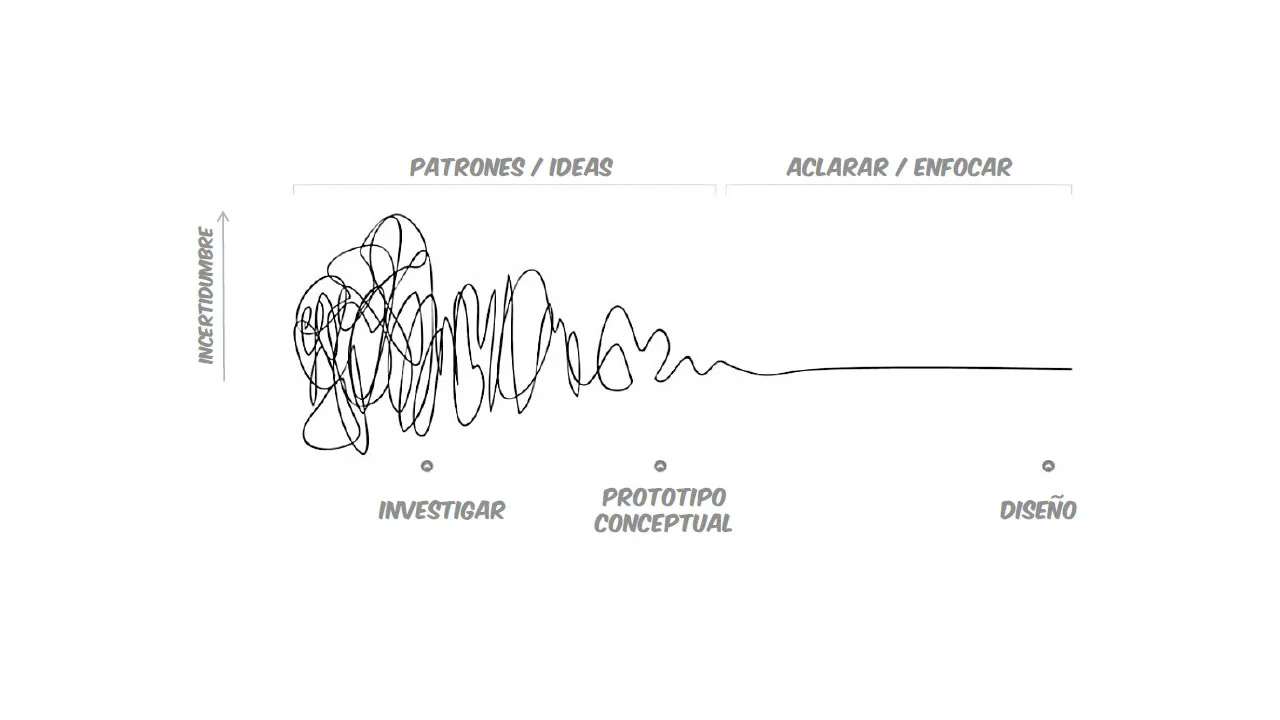 PATRONES / IDEAS
ACLARAR / ENFOCAR
INCERTIDUMBRE
INVESTIGAR
PROTOTIPO
CONCEPTUAL
DISEÑO